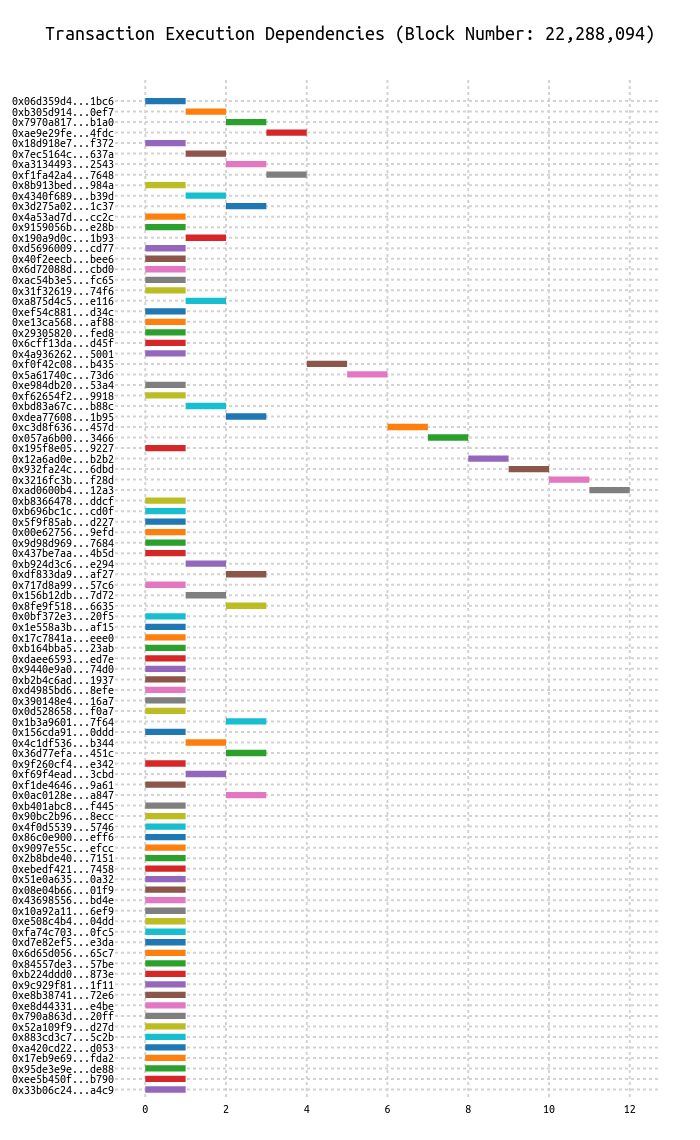 Transaction Execution Dependencies (Block Number: 22,288,094)
0x06d359d4...1bc6
0xb305d914...0ef7
0x7970a817...b1a0
0xae9e29fe...4fdc
0x18d918e7...f372
0x7ec5164c...637a
0xa3134493...2543
0xf1fa42a4...7648
0x8b913bed...984a
0x4340f689...b39d
0x3d275a02...1c37
0x4a53ad7d...cc2c
0x9159056b...e28b
0x190a9d0c...1b93
0xd5696009...cd77
0x40f2eecb...bee6
0x6d72088d...cbd0
0xac54b3e5...fc65
0x31f32619...74f6
0xa875d4c5...e116
0xef54c881...d34c
0xe13ca568...af88
0x29305820...fed8
0x6cff13da...d45f
0x4a936262...5001
0xf0f42c08...b435
0x5a61740c...73d6
0xe984db20...53a4
0xf62654f2...9918
0xbd83a67c...b88c
0xdea77608...1b95
0xc3d8f636...457d
0x057a6b00...3466
0x195f8e05...9227
0x12a6ad0e...b2b2
0x932fa24c...6dbd
0x3216fc3b...f28d
0xad0600b4...12a3
0xb8366478...ddcf
0xb696bc1c...cd0f
0x5f9f85ab...d227
0x00e62756...9efd
0x9d98d969...7684
0x437be7aa...4b5d
0xb924d3c6...e294
0xdf833da9...af27
0x717d8a99...57c6
0x156b12db...7d72
0x8fe9f518...6635
0x0bf372e3...20f5
0x1e558a3b...af15
0x17c7841a...eee0
0xb164bba5...23ab
0xdaee6593...ed7e
0x9440e9a0...74d0
0xb2b4c6ad...1937
0xd4985bd6...8efe
0x390148e4...16a7
0x0d528658...f0a7
0x1b3a9601...7f64
0x156cda91...0ddd
0x4c1df536...b344
0x36d77efa...451c
0x9f260cf4...e342
0xf69f4ead...3cbd
0xf1de4646...9a61
0x0ac0128e...a847
0xb401abc8...f445
0x90bc2b96...8ecc
0x4f0d5539...5746
0x86c0e900...eff6
0x9097e55c...efcc
0x2b8bde40...7151
0xebedf421...7458
0x51e0a635...0a32
0x08e04b66...01f9
0x43698556...bd4e
0x10a92a11...6ef9
0xe508c4b4...04dd
0xfa74c703...0fc5
0xd7e82ef5...e3da
0x6d65d056...65c7
0x84557de3...57be
0xb224ddd0...873e
0x9c929f81...1f11
0xe8b38741...72e6
0xe8d44331...e4be
0x790a863d...20ff
0x52a109f9...d27d
0x883cd3c7...5c2b
0xa420cd22...d053
0x17eb9e69...fda2
0x95de3e9e...de88
0xee5b450f...b790
0x33b06c24...a4c9
0 2 4 6 8 10 12